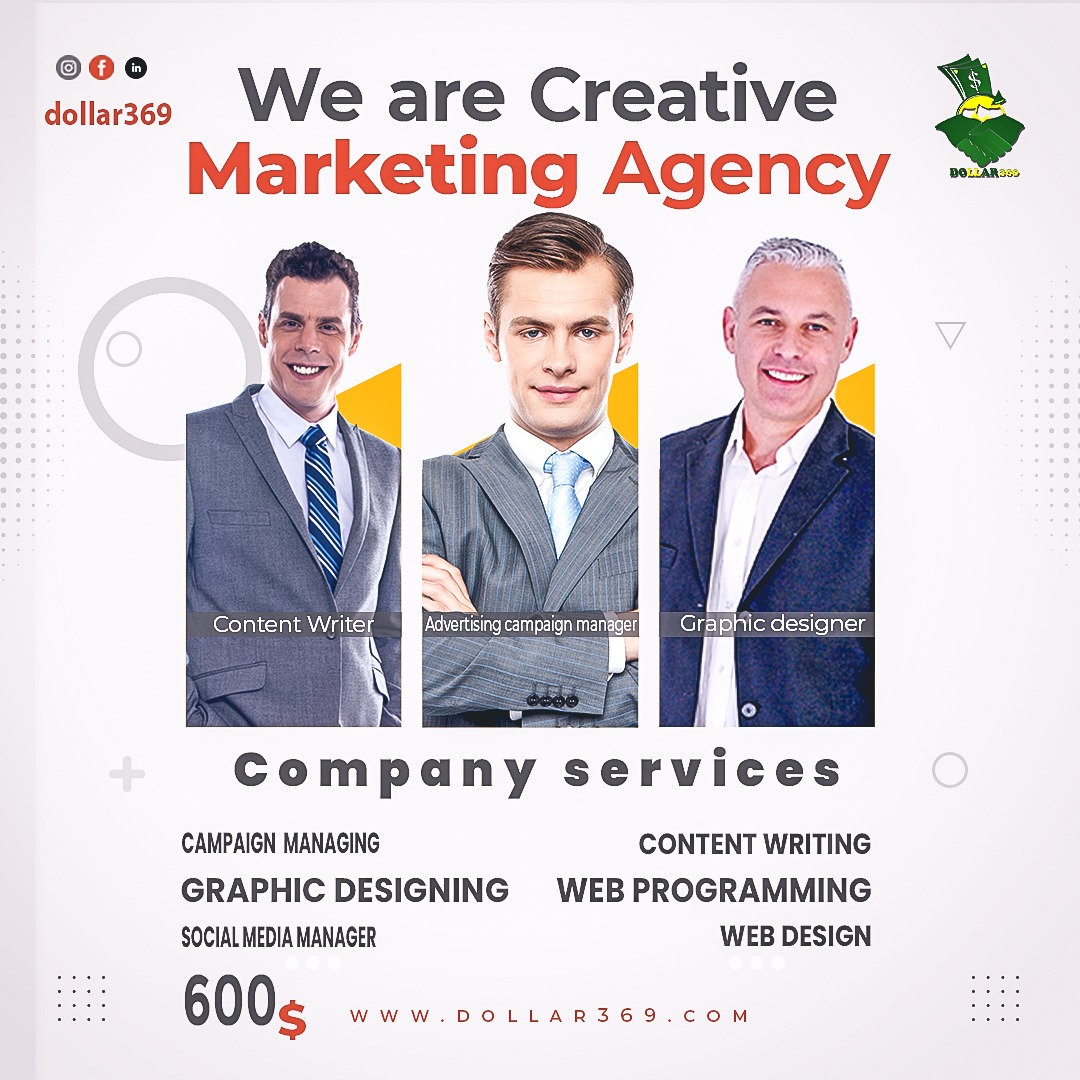 We are Creative
Marketing Agency
dollar369
$
DOLLAR369
Content Writer
Advertising campaign manager
Graphic designer
Company services
CAMPAIGN MANAGING
CONTENT WRITING
GRAPHIC DESIGNING
WEB PROGRAMMING
SOCIAL MEDIA MANAGER
WEB DESIGN
600$
WWW.DOLLAR369.COM